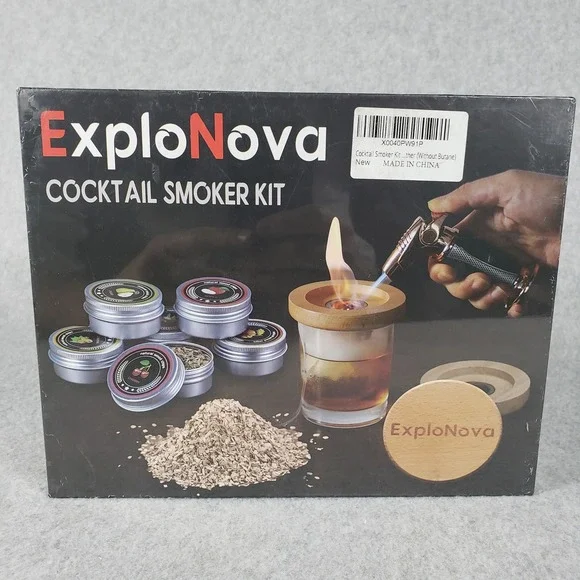 ExploNova
COCKTAIL SMOKER KIT
X0040PW91P
Cocktail Smoker Kit ...ther (Without Butane)
New MADE IN CHINA
ExploNova